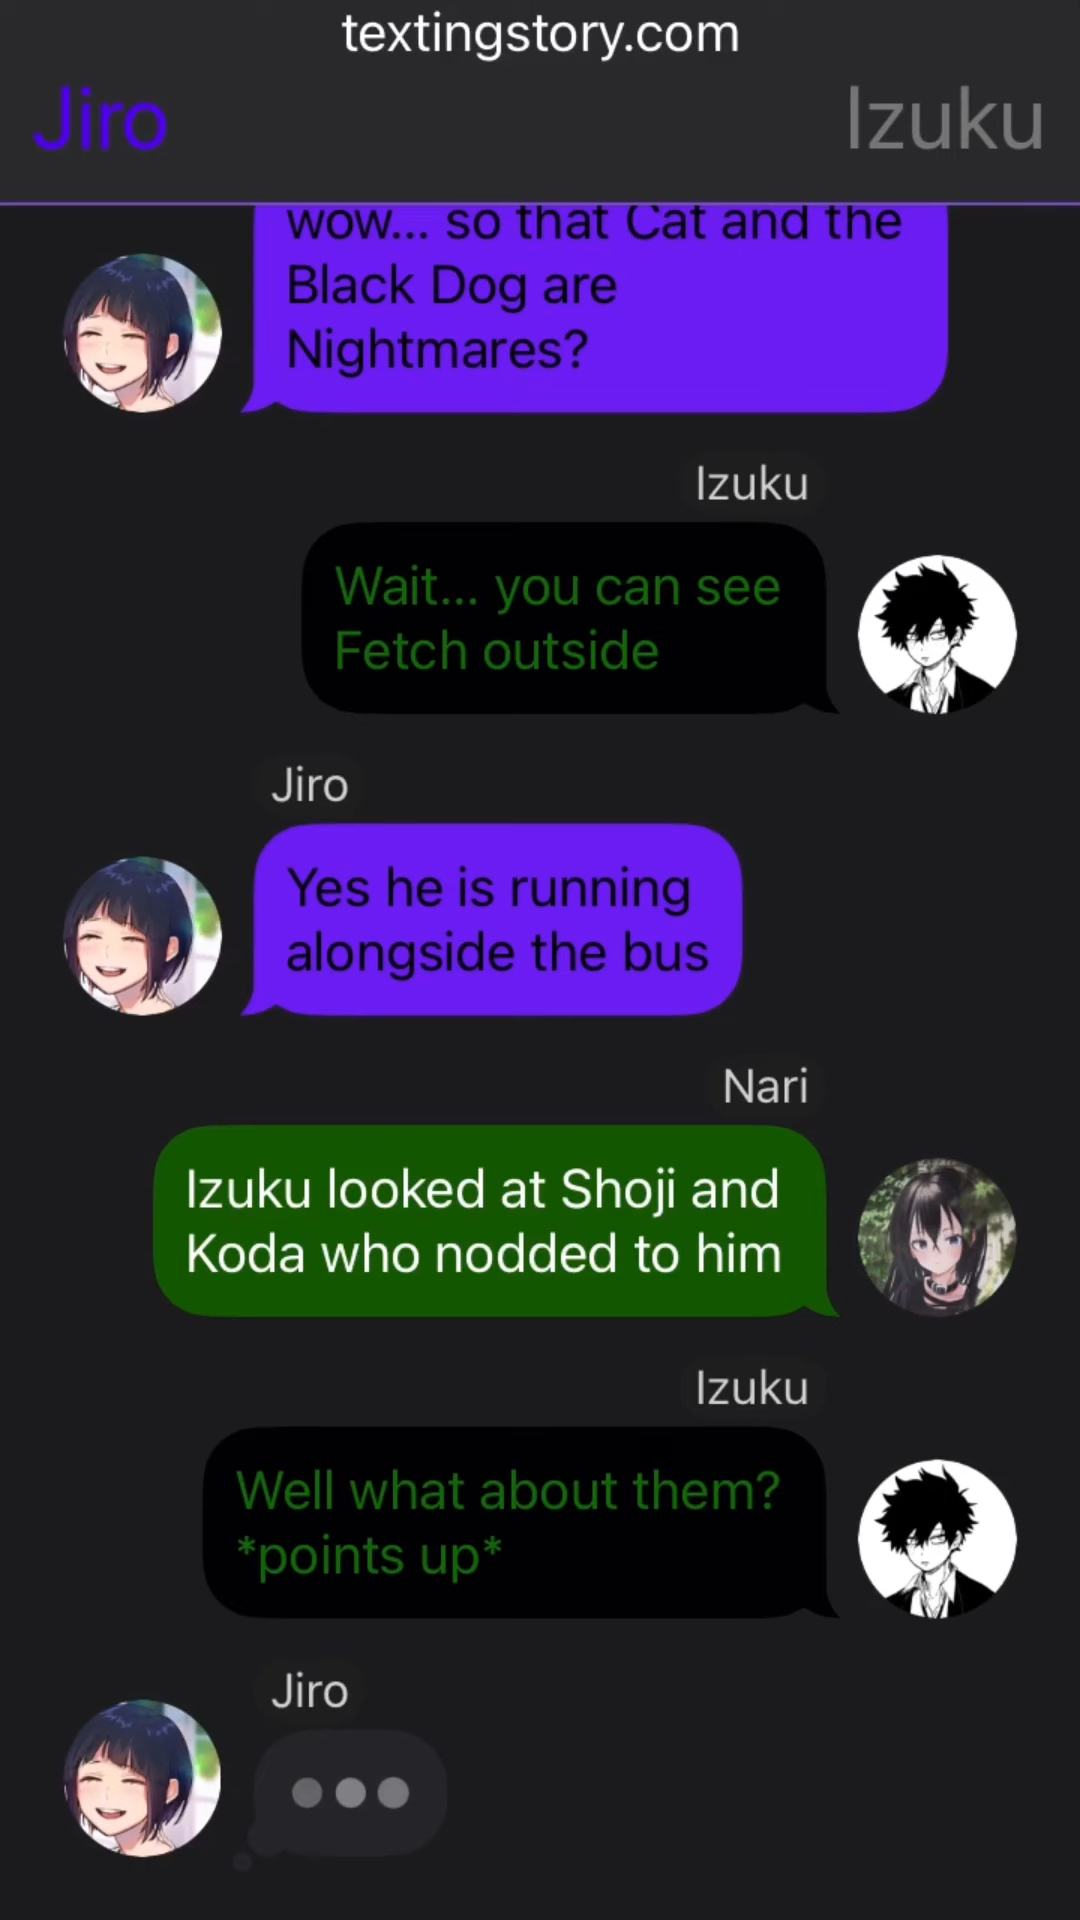 textingstory.com
Jiro
Izuku
wow... so that Cat and the
Black Dog are
Nightmares?
Izuku
Wait... you can see
Fetch outside
Jiro
Yes he is running
alongside the bus
Nari
Izuku looked at Shoji and
Koda who nodded to him
Izuku
Well what about them?
*points up*
Jiro